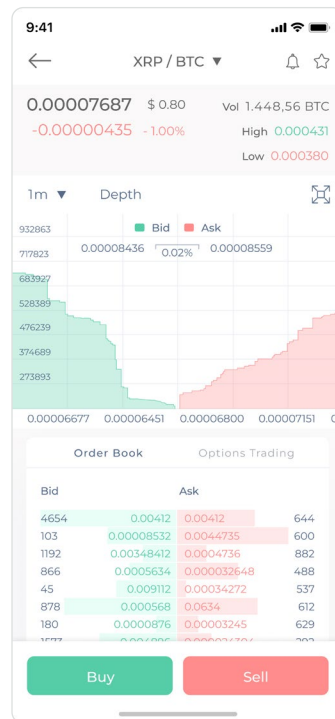 9:41
XRP / BTC ▼
0.00007687 $ 0.80 Vol 1.448,56 BTC
-0.00000435 - 1.00% High 0.000431
Low 0.000380
1m ▼ Depth
932863 Bid Ask
717823 0.00008436 0.02% 0.00008559
683927
528389
476239
374689
273893
0.00006677 0.00006451 0.00006800 0.00007151
Order Book Options Trading
Bid Ask
4654 0.00412 0.00412 644
103 0.00008532 0.0044735 600
1192 0.00348412 0.0004736 882
866 0.0005634 0.000032648 488
45 0.009112 0.00034272 537
878 0.000568 0.0634 612
180 0.0000876 0.00003245 629
Buy Sell